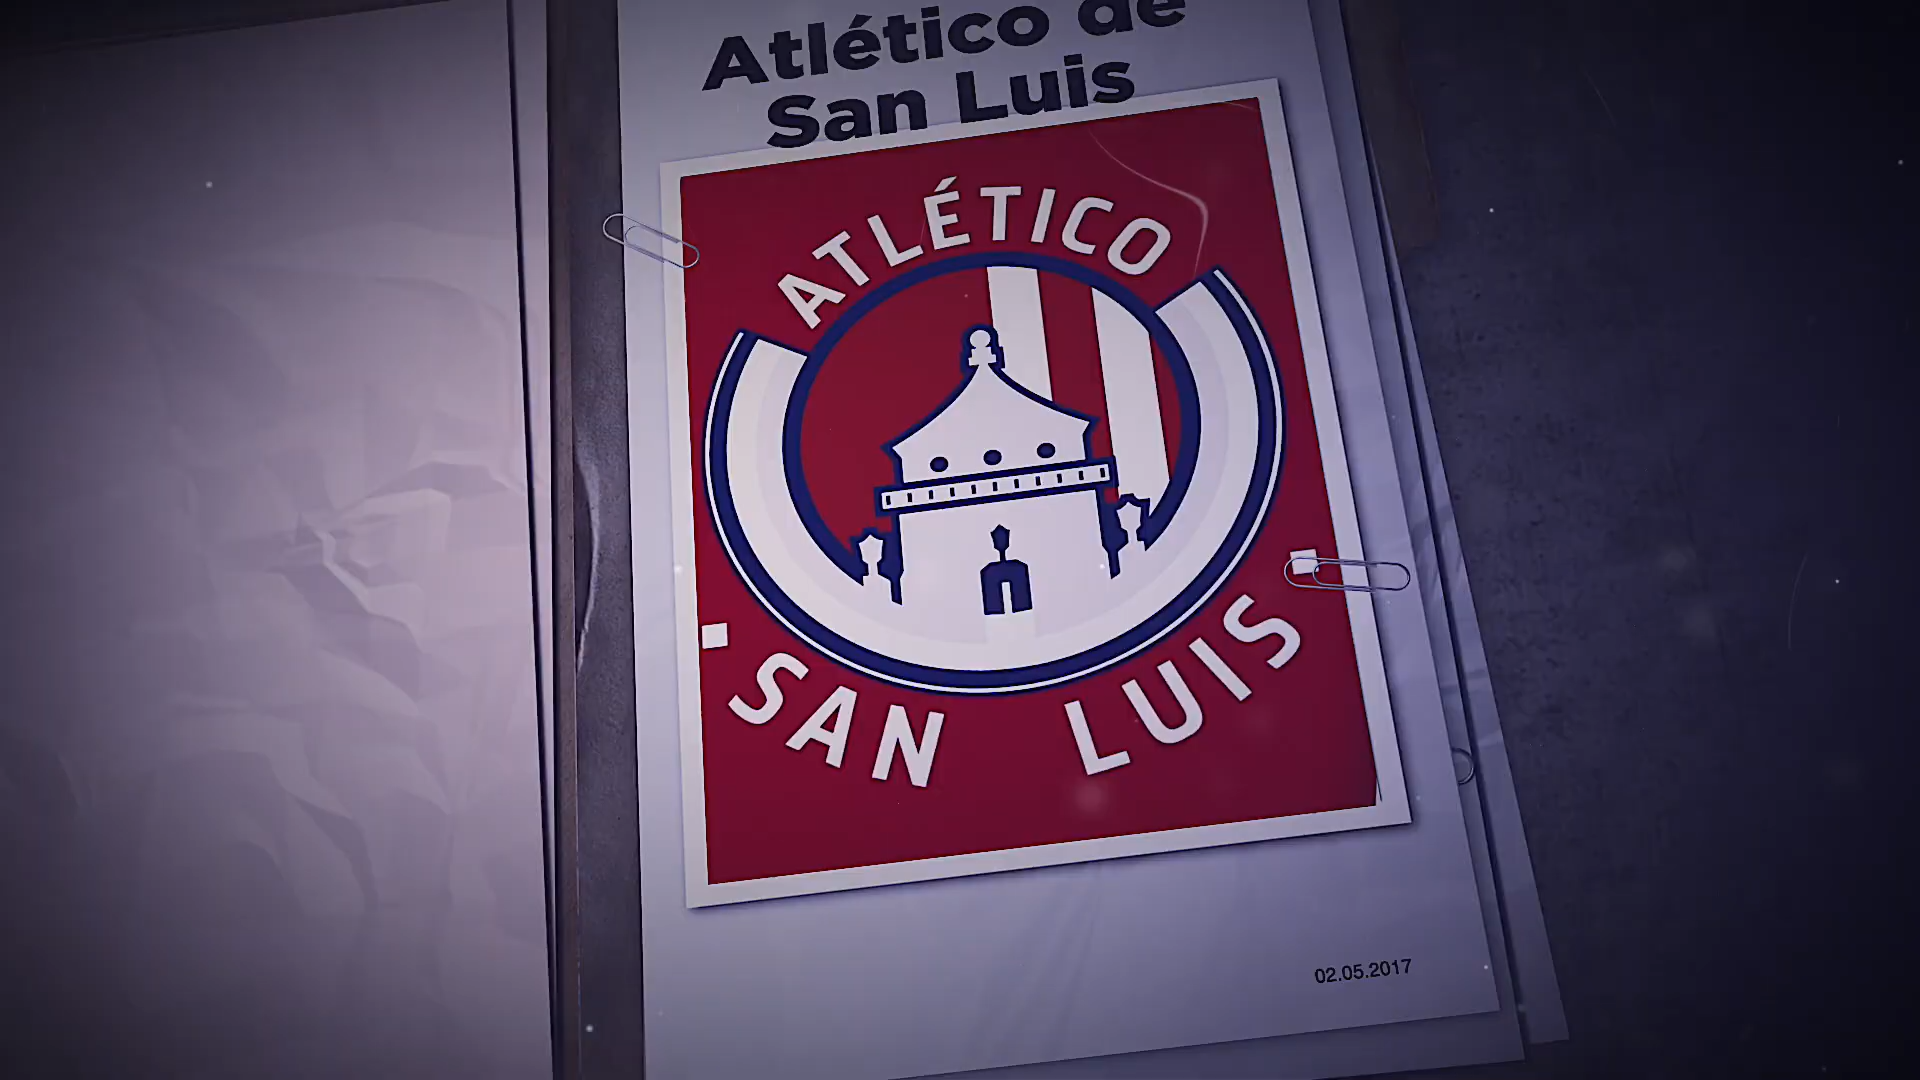 Atlético de
San Luis
ATLÉTICO
SAN LUIS
02.05.2017